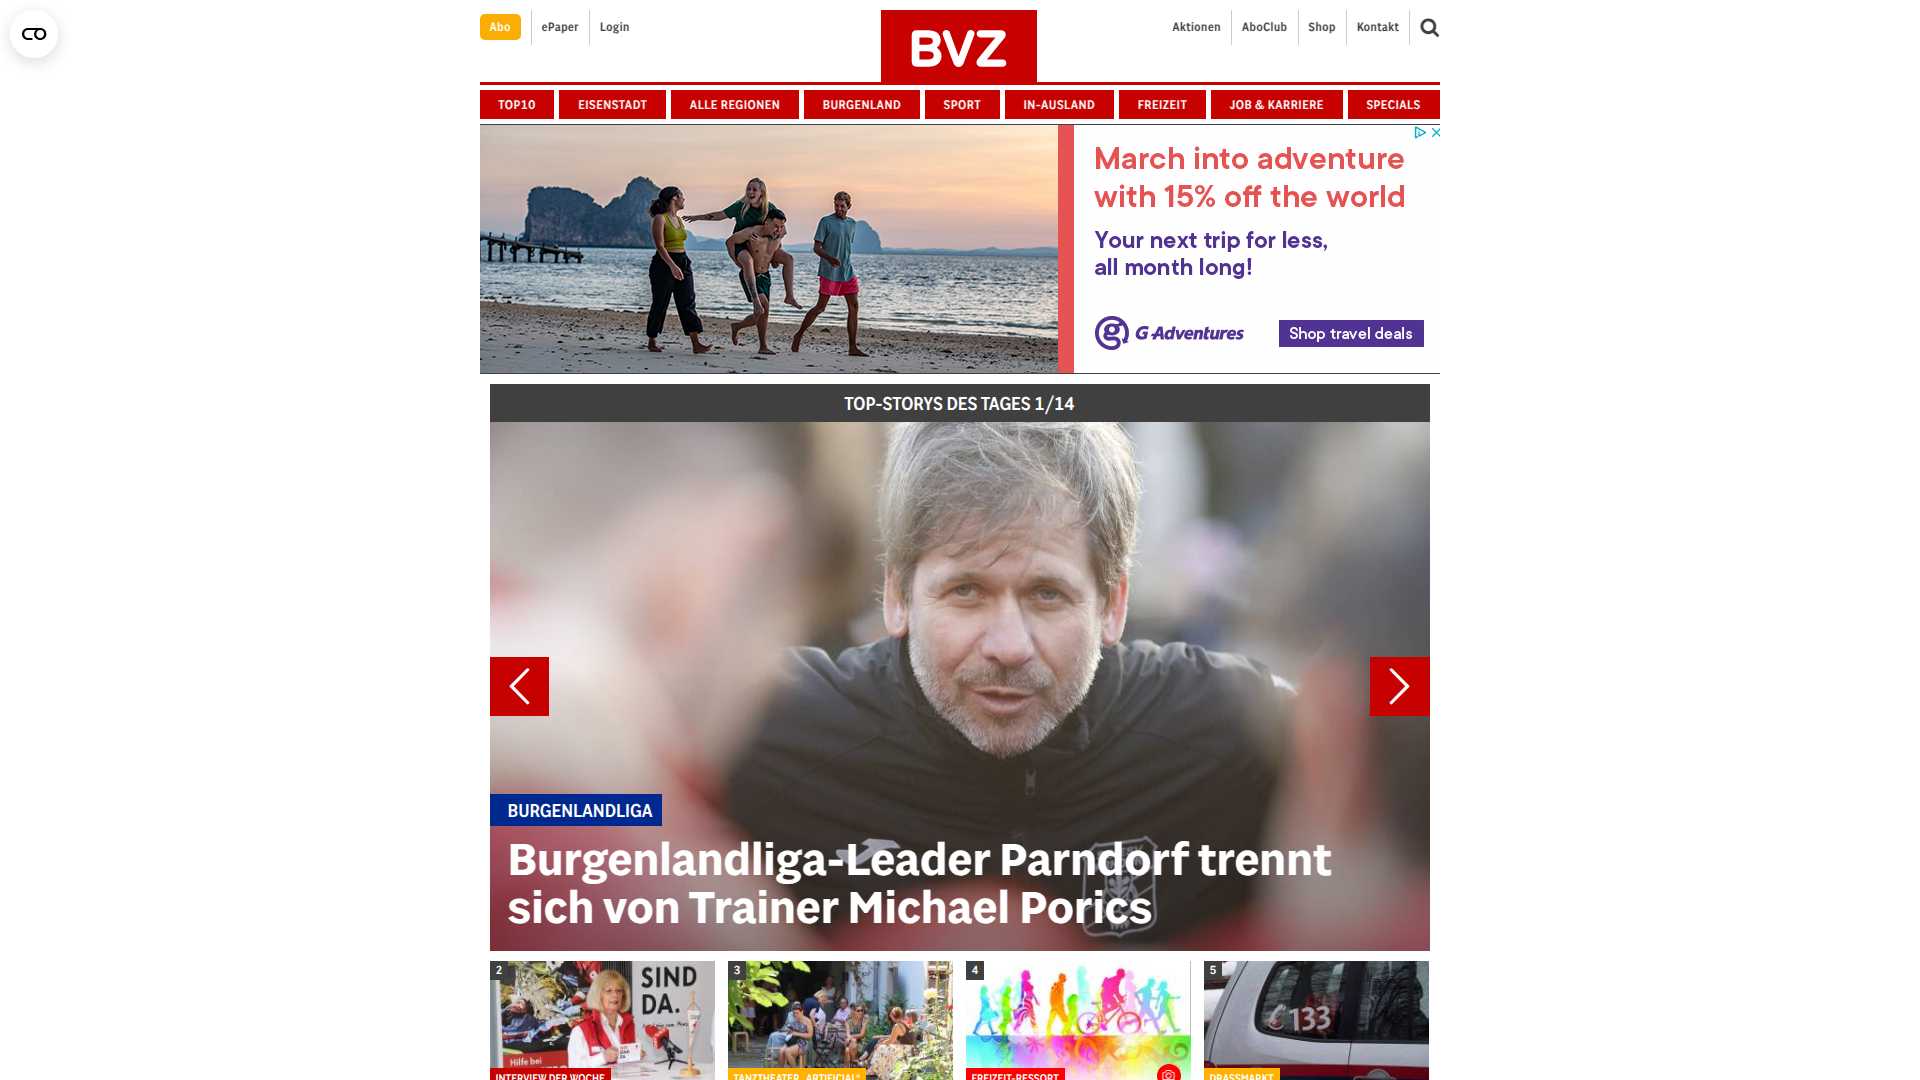 Abo
ePaper
Login
BVZ
Aktionen
AboClub
Shop
Kontakt
TOP10
EISENSTADT
ALLE REGIONEN
BURGENLAND
SPORT
IN-AUSLAND
FREIZEIT
JOB & KARRIERE
SPECIALS
March into adventure
with 15% off the world
Your next trip for less,
all month long!
G Adventures
Shop travel deals
TOP-STORYS DES TAGES 1/14
BURGENLANDLIGA
Burgenlandliga-Leader Parndorf trennt
sich von Trainer Michael Porics
2
SIND
DA.
Hilfe bei
INTERVIEW DER WOCHE
3
TANZTHEATER „ARTIFICIAL“
4
FREIZEIT-RESSORT
5
133
DRASSMARKT